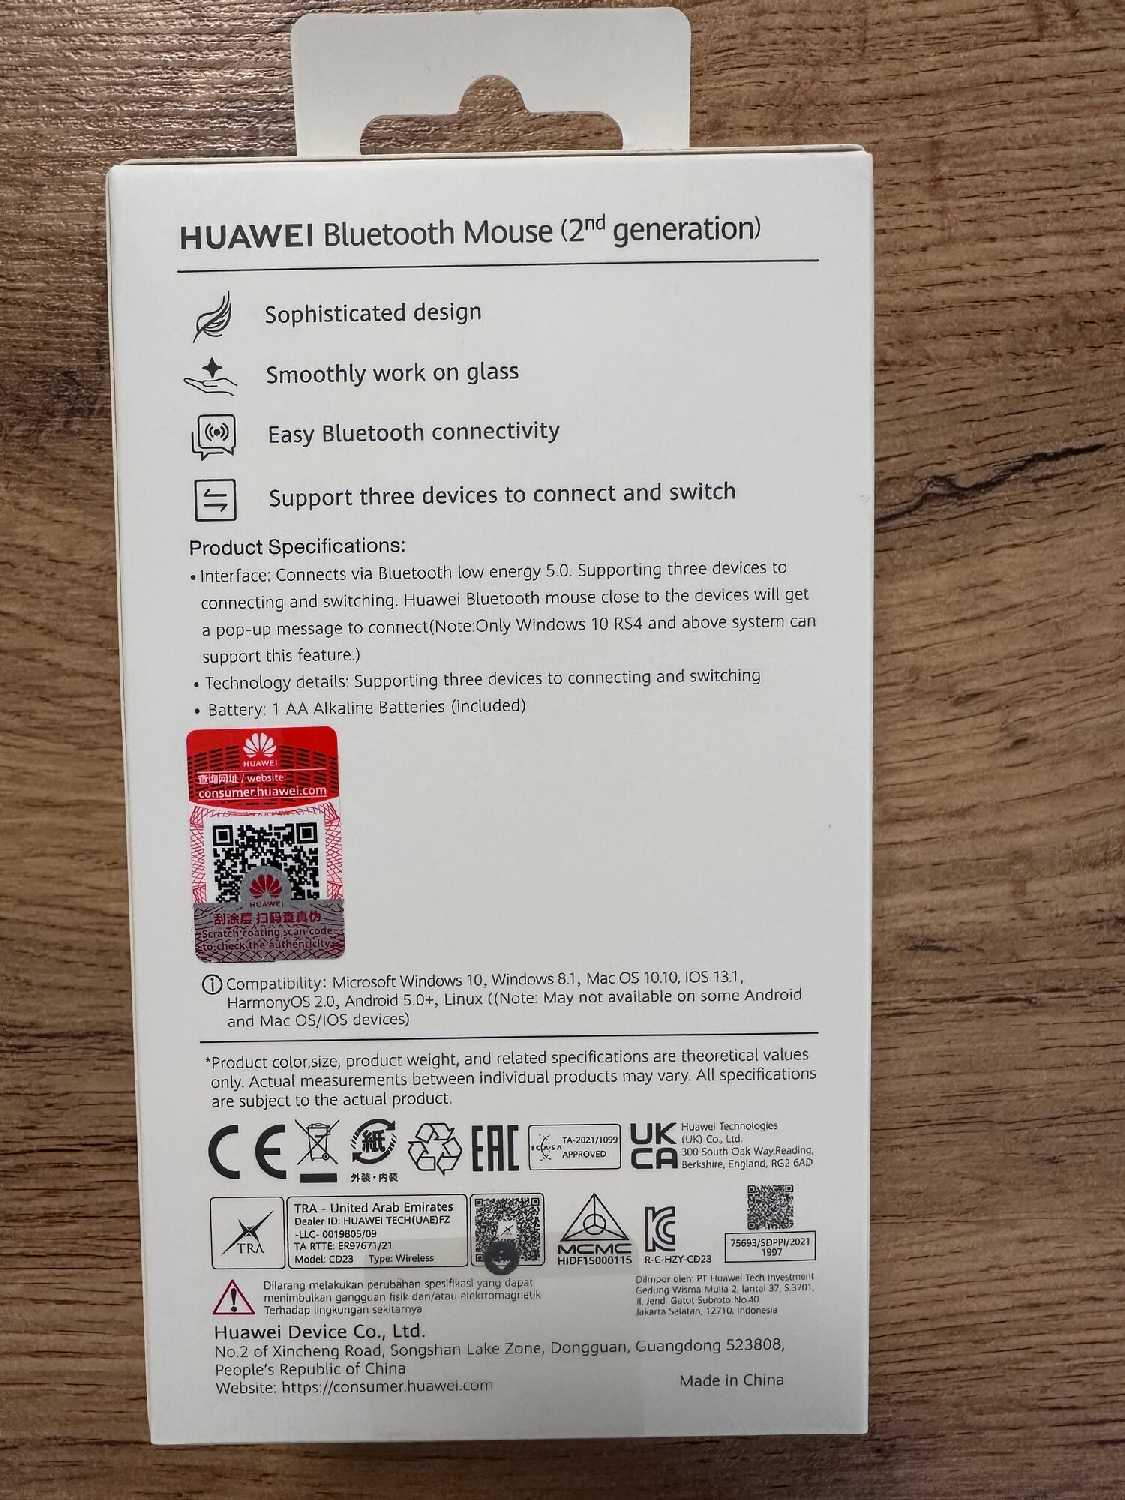 HUAWEI Bluetooth Mouse (2nd generation)
Sophisticated design
Smoothly work on glass
Easy Bluetooth connectivity
Support three devices to connect and switch
Product Specifications:
• Interface: Connects via Bluetooth low energy 5.0. Supporting three devices to
connecting and switching. Huawei Bluetooth mouse close to the devices will get
a pop-up message to connect(Note:Only Windows 10 RS4 and above system can
support this feature.)
• Technology details: Supporting three devices to connecting and switching
• Battery: 1 AA Alkaline Batteries (included)
HUAWEI
查询网址 / website
consumer.huawei.com
HUAWEI
刮涂层 扫码查真伪
Scratch coating scan code
to check the authenticity
Compatibility: Microsoft Windows 10, Windows 8.1, Mac OS 10.10, IOS 13.1,
HarmonyOS 2.0, Android 5.0+, Linux ((Note: May not available on some Android
and Mac OS/IOS devices)
*Product color,size, product weight, and related specifications are theoretical values
only. Actual measurements between individual products may vary. All specifications
are subject to the actual product.
CE
紙
外装・内装
EAC
ICASA
TA-2021/1099
APPROVED
UK
CA
Huawei Technologies
(UK) Co., Ltd.
300 South Oak Way,Reading,
Berkshire, England, RG2 6AD
TRA
TRA - United Arab Emirates
Dealer ID: HUAWEI TECH(UAE)FZ
-LLC- 0019805/09
TA RTTE: ER97671/21
Model: CD23 Type: Wireless
MCMC
HIDF15000115
R-C-HZY-CD23
75693/SDPPI/2021
1997
Dilarang melakukan perubahan spesifikasi yang dapat
menimbulkan gangguan fisik dan/atau elektromagnetik
Terhadap lingkungan sekitarnya
Diimpor oleh: PT Huawei Tech Investment
Gedung Wisma Mulia 2, lantai 37, S.3701,
Jl. Jend. Gatot Subroto No.40
Jakarta Selatan, 12710, Indonesia
Huawei Device Co., Ltd.
No.2 of Xincheng Road, Songshan Lake Zone, Dongguan, Guangdong 523808,
People's Republic of China
Website: https://consumer.huawei.com
Made in China